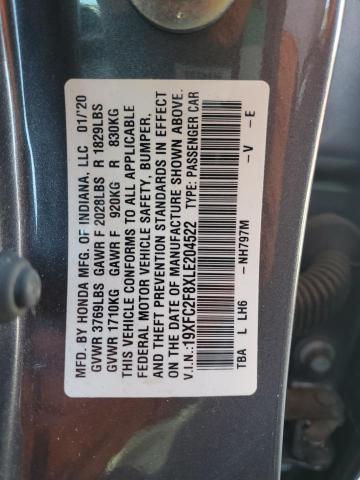 MFD. BY HONDA MFG. OF INDIANA, LLC 01/'20
GVWR 3769LBS GAWR F 2028LBS R 1829LBS
GVWR 1710KG GAWR F 920KG R 830KG
THIS VEHICLE CONFORMS TO ALL APPLICABLE
FEDERAL MOTOR VEHICLE SAFETY, BUMPER,
AND THEFT PREVENTION STANDARDS IN EFFECT
ON THE DATE OF MANUFACTURE SHOWN ABOVE.
V.I.N.: 19XFC2F8XLE204522 TYPE: PASSENGER CAR
TBA L LH6 -NH797M -V -E